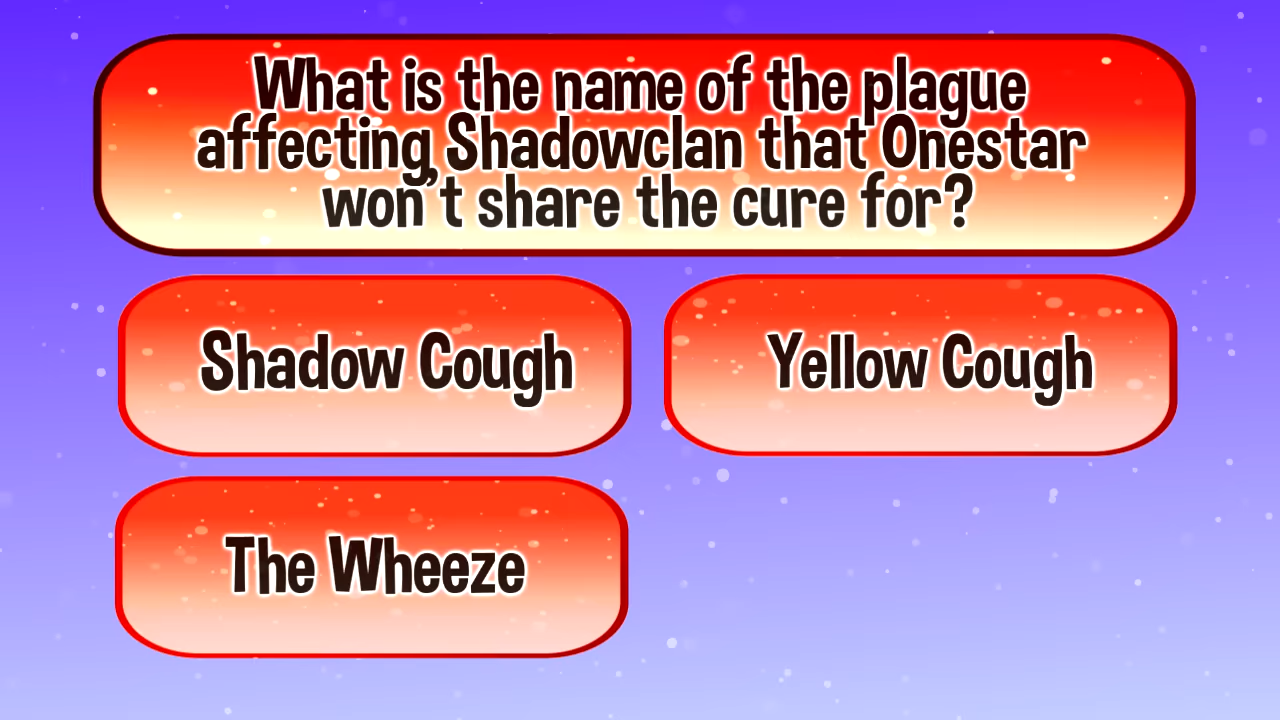 What is the name of the plague
affecting Shadowclan that Onestar
won't share the cure for?
Shadow Cough
Yellow Cough
The Wheeze